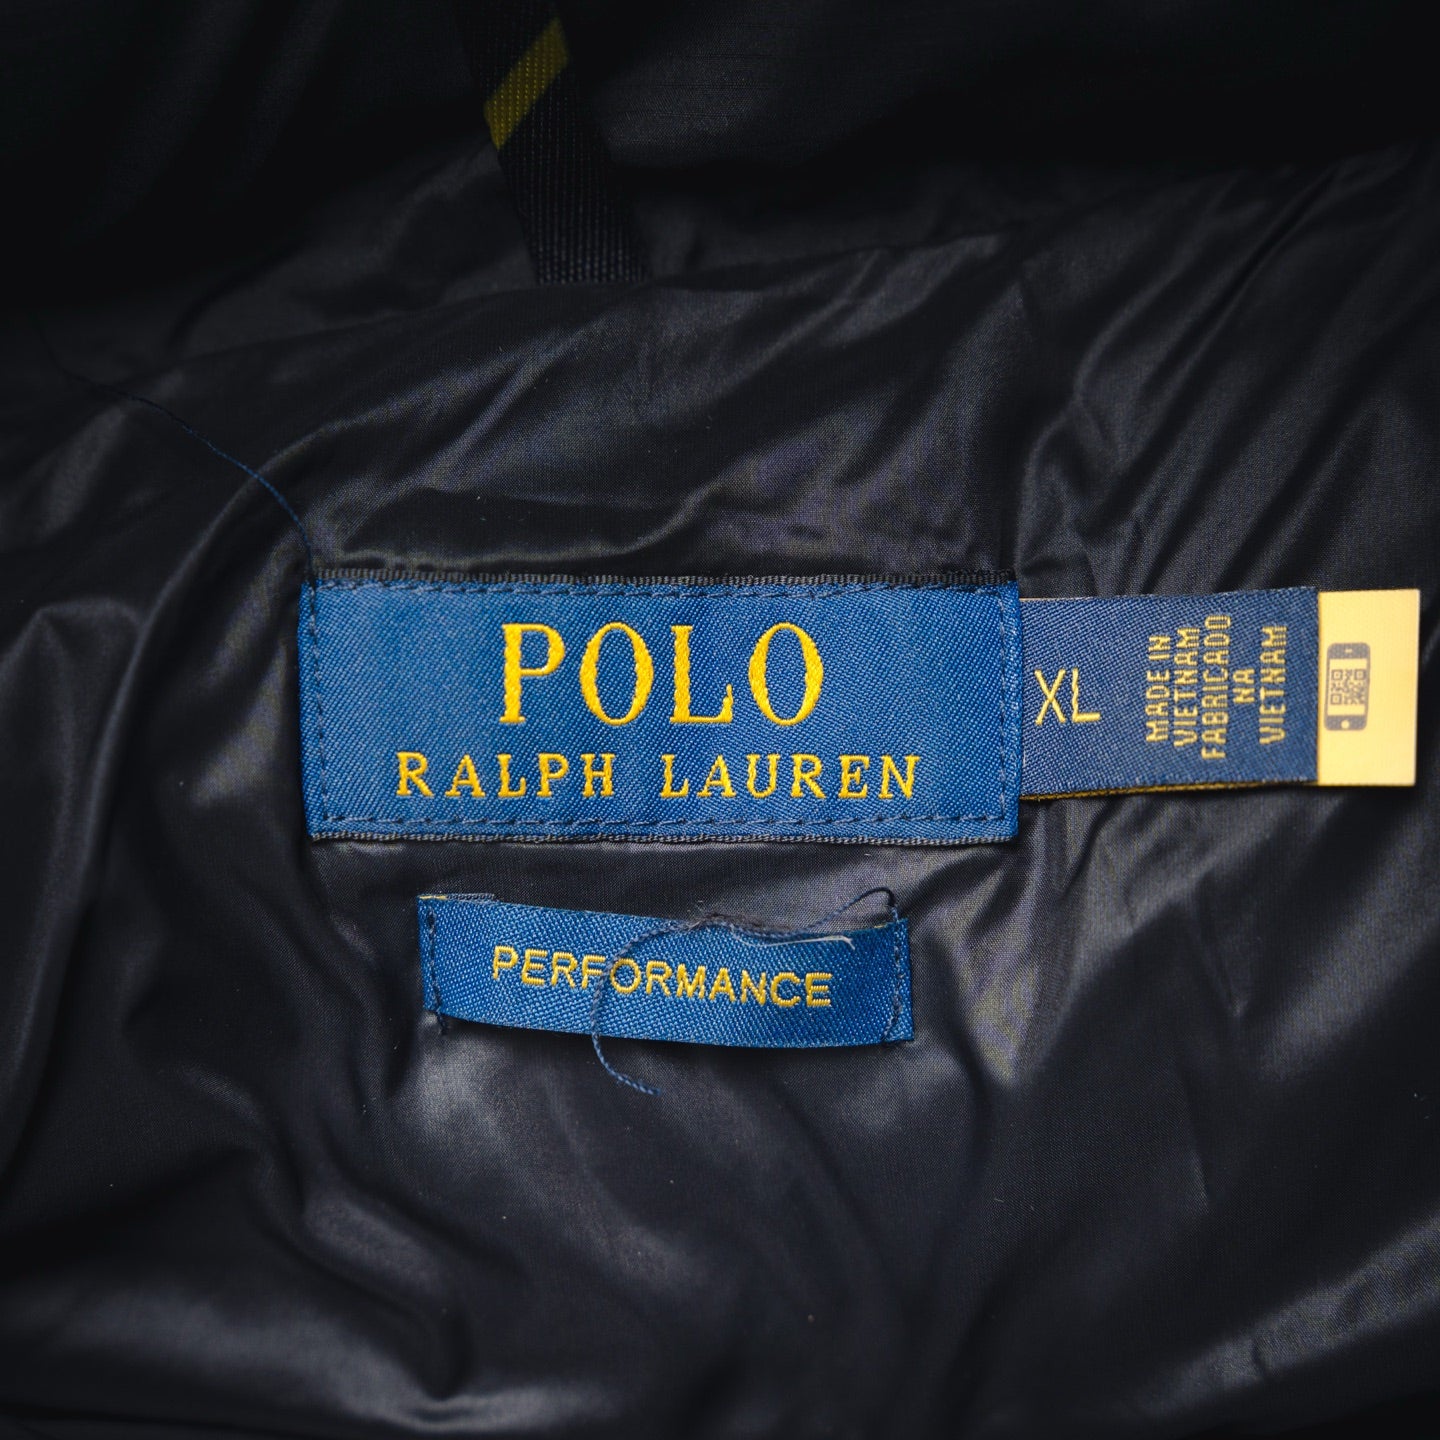 POLO
RALPH LAUREN
XL
MADE IN
VIETNAM
FABRICADO
NA
VIETNAM
PERFORMANCE